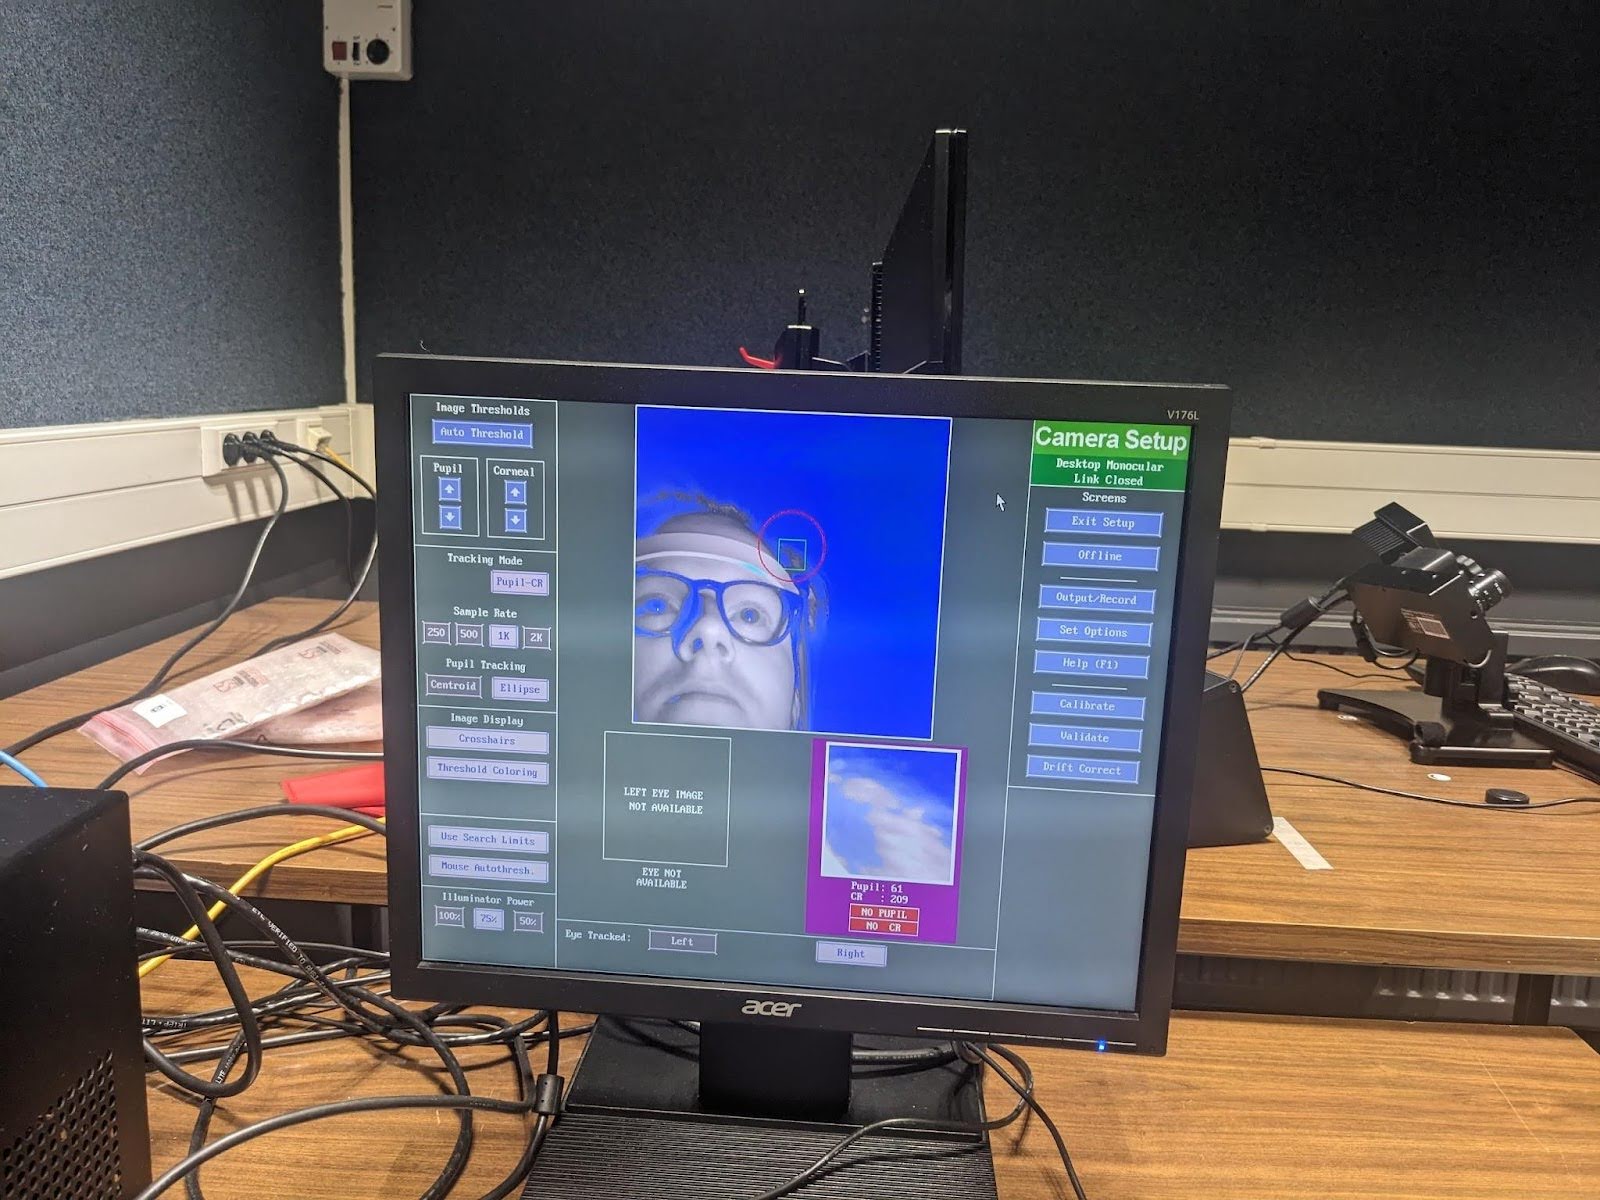 V176L
Image Thresholds
Auto Threshold
Pupil
Corneal
Tracking Mode
Pupil-CR
Sample Rate
250
500
1K
2K
Pupil Tracking
Centroid
Ellipse
Image Display
Crosshairs
Threshold Coloring
Use Search Limits
Mouse Autothresh.
Illuminator Power
100%
75%
50%
LEFT EYE IMAGE
NOT AVAILABLE
EYE NOT
AVAILABLE
Pupil: 61
CR : 209
NO PUPIL
NO CR
Eye Tracked:
Left
Right
Camera Setup
Desktop Monocular
Link Closed
Screens
Exit Setup
Offline
Output/Record
Set Options
Help (F1)
Calibrate
Validate
Drift Correct
acer